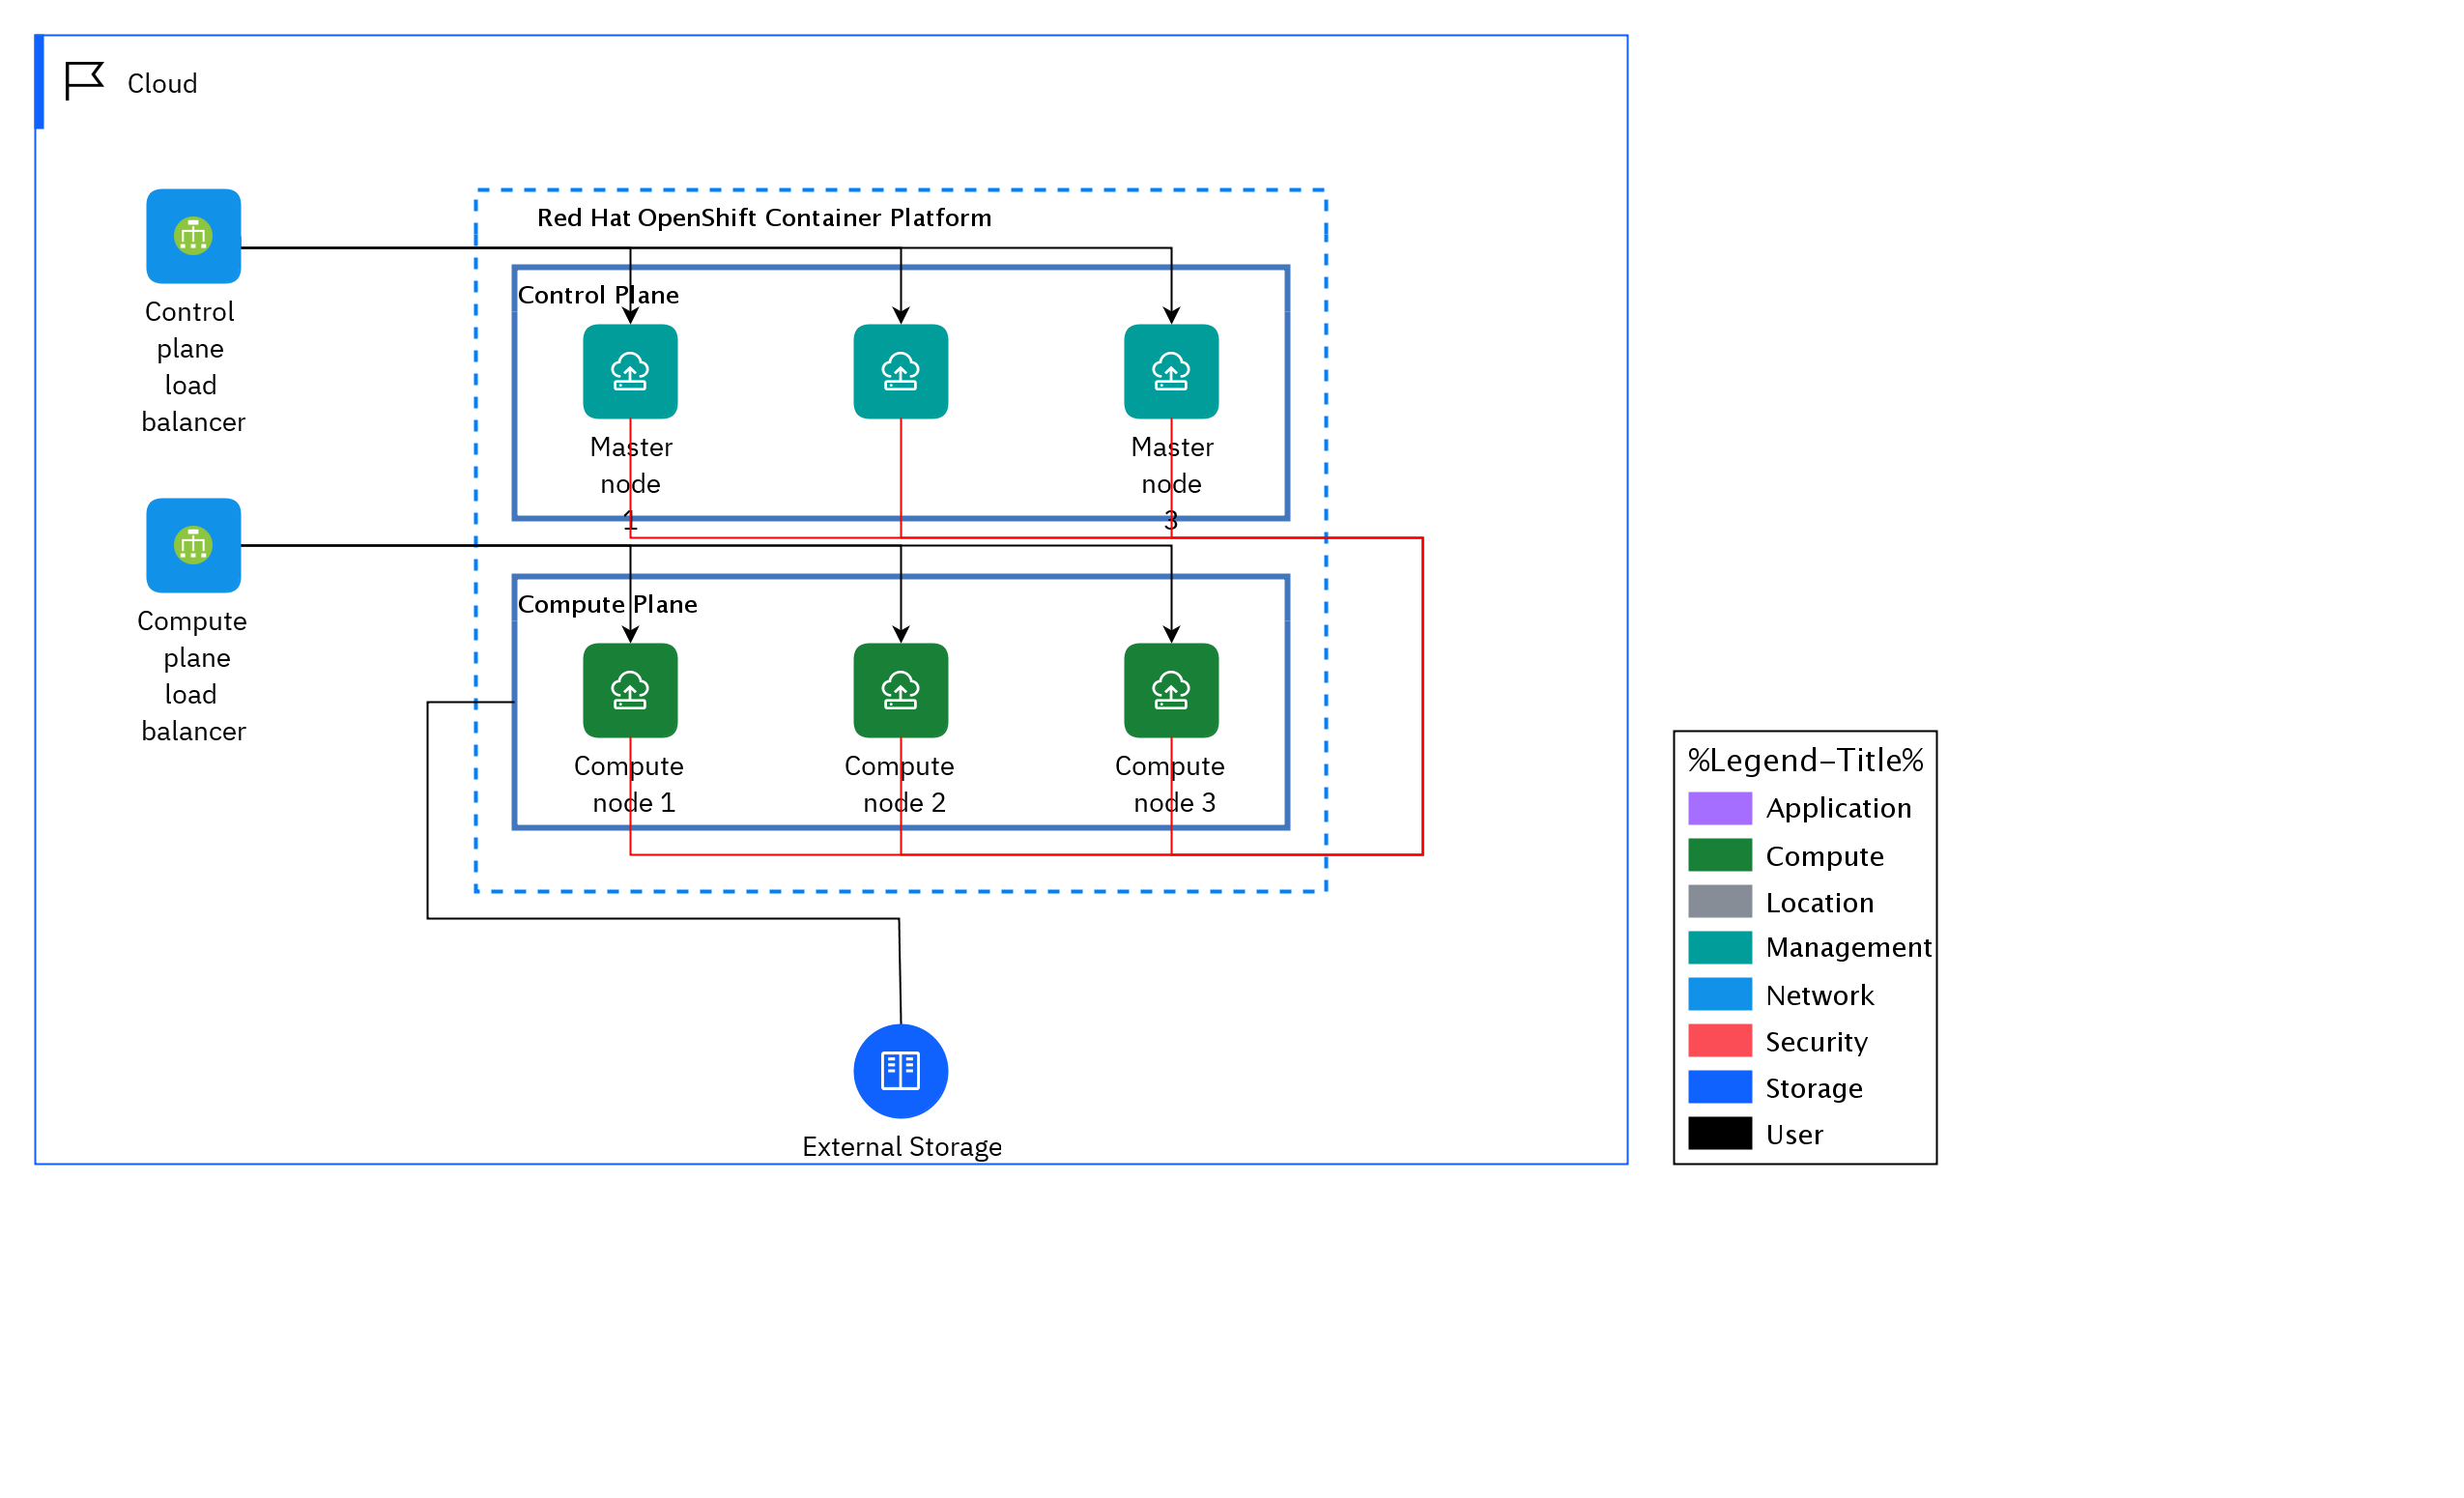 Cloud
Red Hat OpenShift Container Platform
Control
plane
load
balancer
Control Plane
Master
node
1
Master
node
3
Compute
plane
load
balancer
Compute Plane
Compute
node 1
Compute
node 2
Compute
node 3
External Storage
%Legend-Title%
Application
Compute
Location
Management
Network
Security
Storage
User